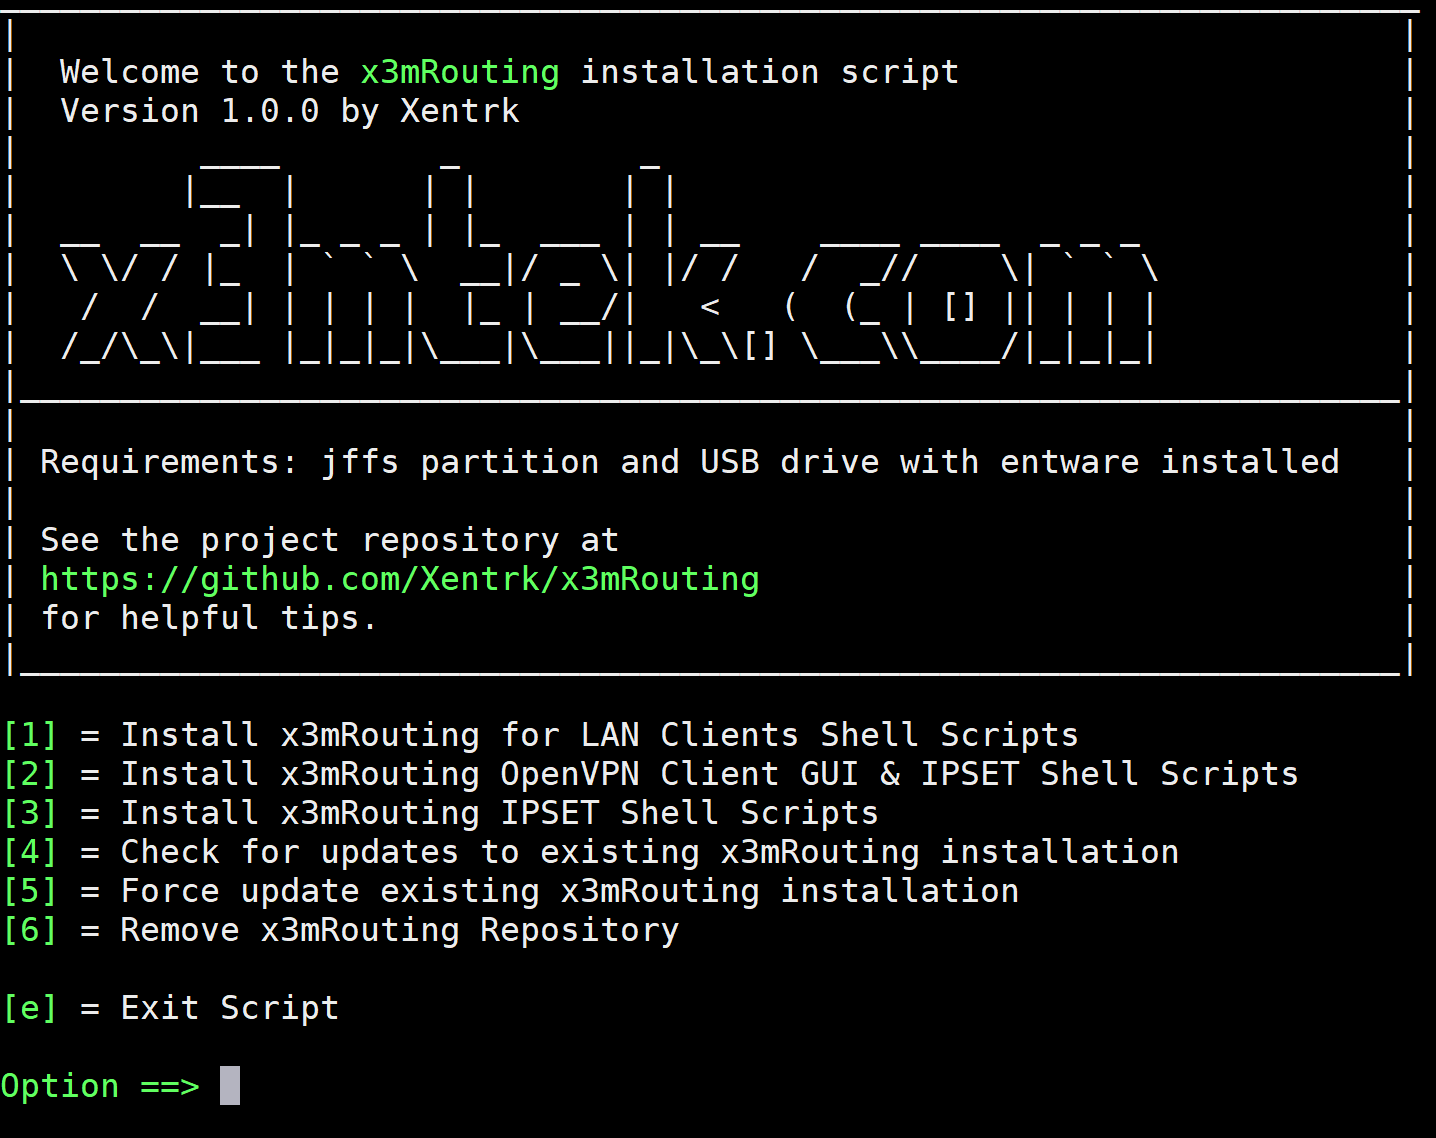 Welcome to the x3mRouting installation script
Version 1.0.0 by Xentrk
x3mtek.com
Requirements: jffs partition and USB drive with entware installed
See the project repository at
https://github.com/Xentrk/x3mRouting
for helpful tips.
[1] = Install x3mRouting for LAN Clients Shell Scripts
[2] = Install x3mRouting OpenVPN Client GUI & IPSET Shell Scripts
[3] = Install x3mRouting IPSET Shell Scripts
[4] = Check for updates to existing x3mRouting installation
[5] = Force update existing x3mRouting installation
[6] = Remove x3mRouting Repository
[e] = Exit Script
Option ==>